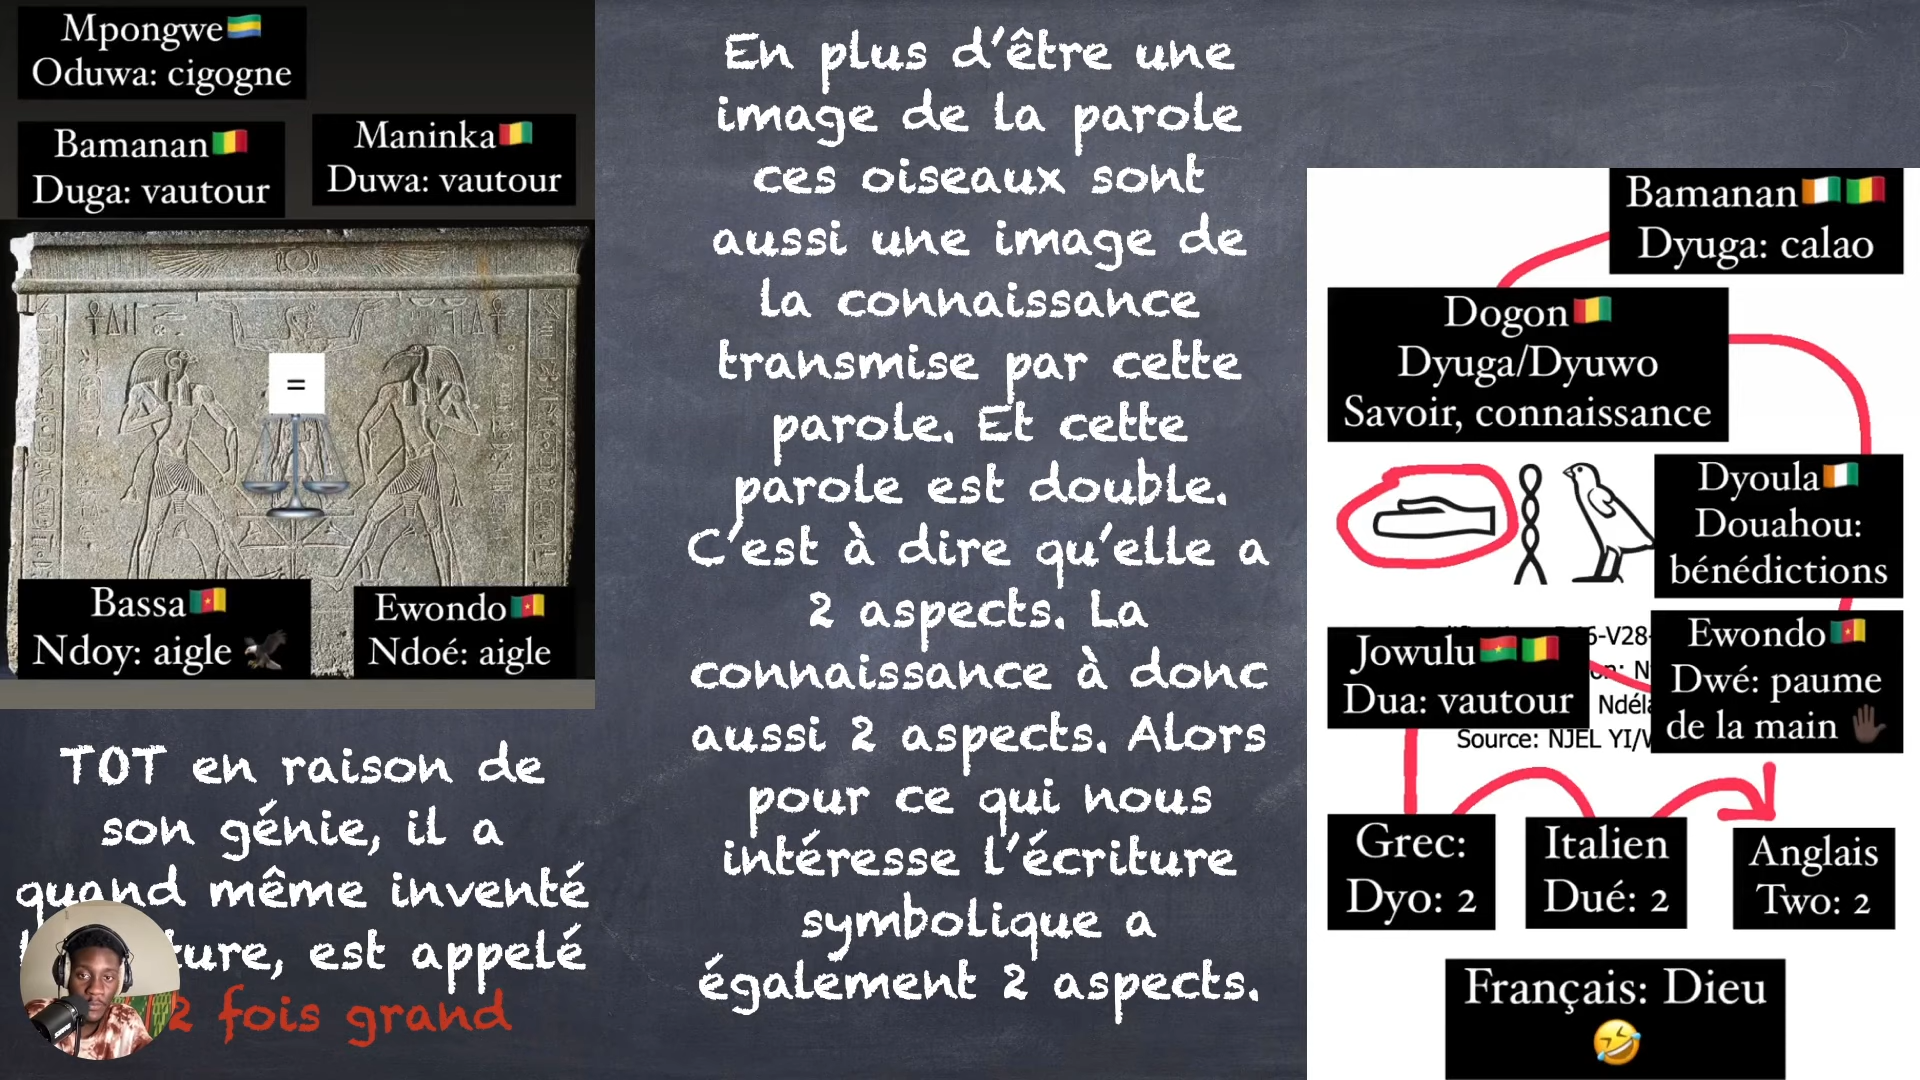 Mpongwe🇬🇦
Oduwa: cigogne
Bamanan🇲🇱
Duga: vautour
Maninka🇬🇳
Duwa: vautour
=
Bassa🇨🇲
Ndoy: aigle 🦅
Ewondo🇨🇲
Ndoé: aigle
TOT en raison de
son génie, il a
quand même inventé
est appelé
2 fois grand
En plus d'être une
image de la parole
ces oiseaux sont
aussi une image de
la connaissance
transmise par cette
parole. Et cette
parole est double.
C'est à dire qu'elle a
2 aspects. La
connaissance à donc
aussi 2 aspects. Alors
pour ce qui nous
intéresse l'écriture
symbolique a
également 2 aspects.
Bamanan🇨🇮🇲🇱
Dyuga: calao
Dogon🇲🇱
Dyuga/Dyuwo
Savoir, connaissance
Dyoula🇨🇮
Douahou:
bénédictions
Jowulu🇧🇫🇲🇱
Dua: vautour
Ewondo🇨🇲
Dwé: paume
de la main 🖐🏿
Source: NJEL YI/
Grec:
Dyo: 2
Italien
Dué: 2
Anglais
Two: 2
Français: Dieu
🤣